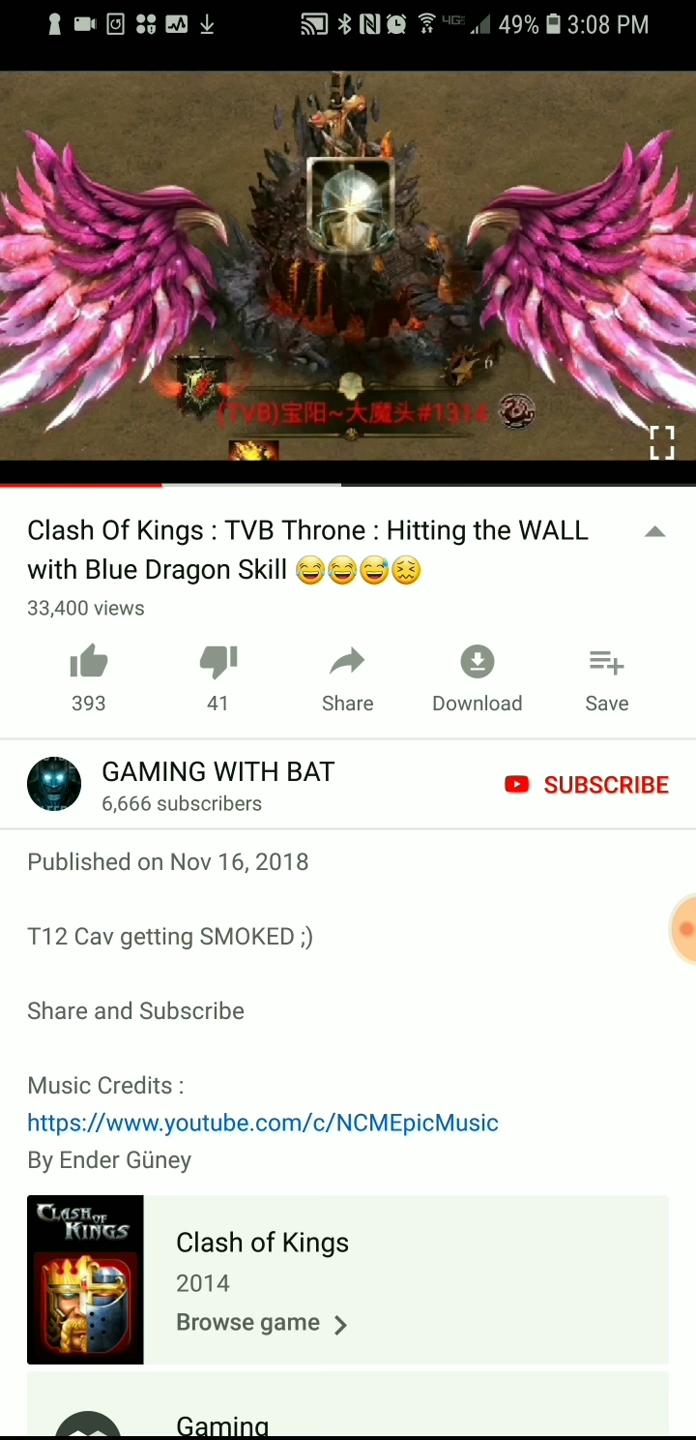 4G 49% 3:08 PM
6
(TVB)宝阳~大魔头#1314
Clash Of Kings : TVB Throne : Hitting the WALL
with Blue Dragon Skill 😂😂😅😖
33,400 views
393 41 Share Download Save
GAMING WITH BAT
6,666 subscribers
SUBSCRIBE
Published on Nov 16, 2018
T12 Cav getting SMOKED ;)
Share and Subscribe
Music Credits :
https://www.youtube.com/c/NCMEpicMusic
By Ender Güney
CLASH OF
KINGS
Clash of Kings
2014
Browse game
Gaming